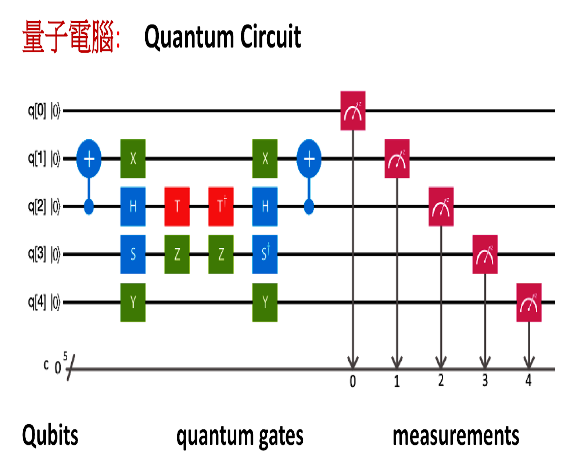 量子電腦: Quantum Circuit
q[0] |0⟩
q[1] |0⟩ + X X +
q[2] |0⟩ H T T† H
q[3] |0⟩ S Z Z S†
q[4] |0⟩ Y Y
c 0 5
0 1 2 3 4
Qubits quantum gates measurements